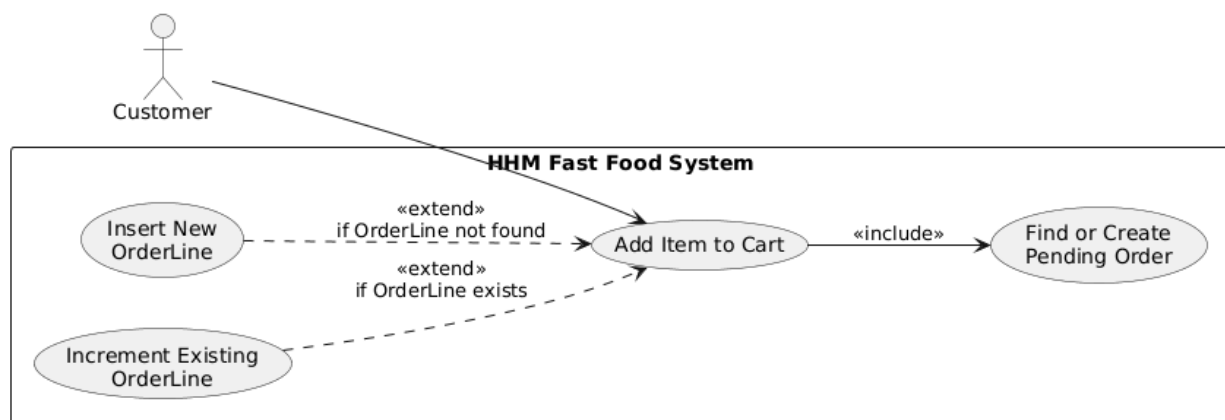 Customer
HHM Fast Food System
Insert New
OrderLine
«extend»
if OrderLine not found
Add Item to Cart
«include»
Find or Create
Pending Order
«extend»
if OrderLine exists
Increment Existing
OrderLine